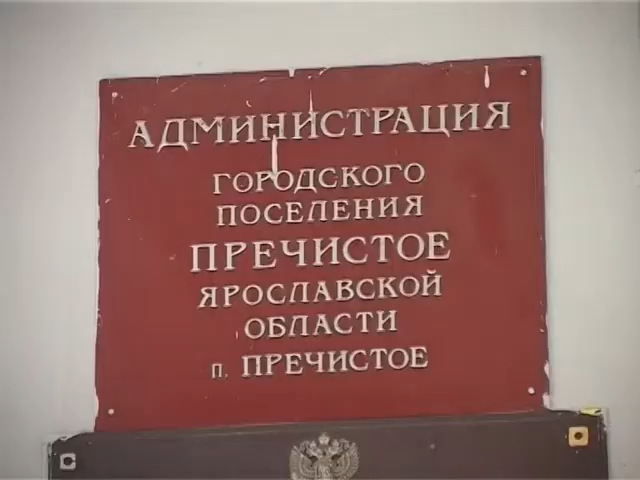 АДМИНИСТРАЦИЯ
ГОРОДСКОГО
ПОСЕЛЕНИЯ
ПРЕЧИСТОЕ
ЯРОСЛАВСКОЙ
ОБЛАСТИ
п. ПРЕЧИСТОЕ